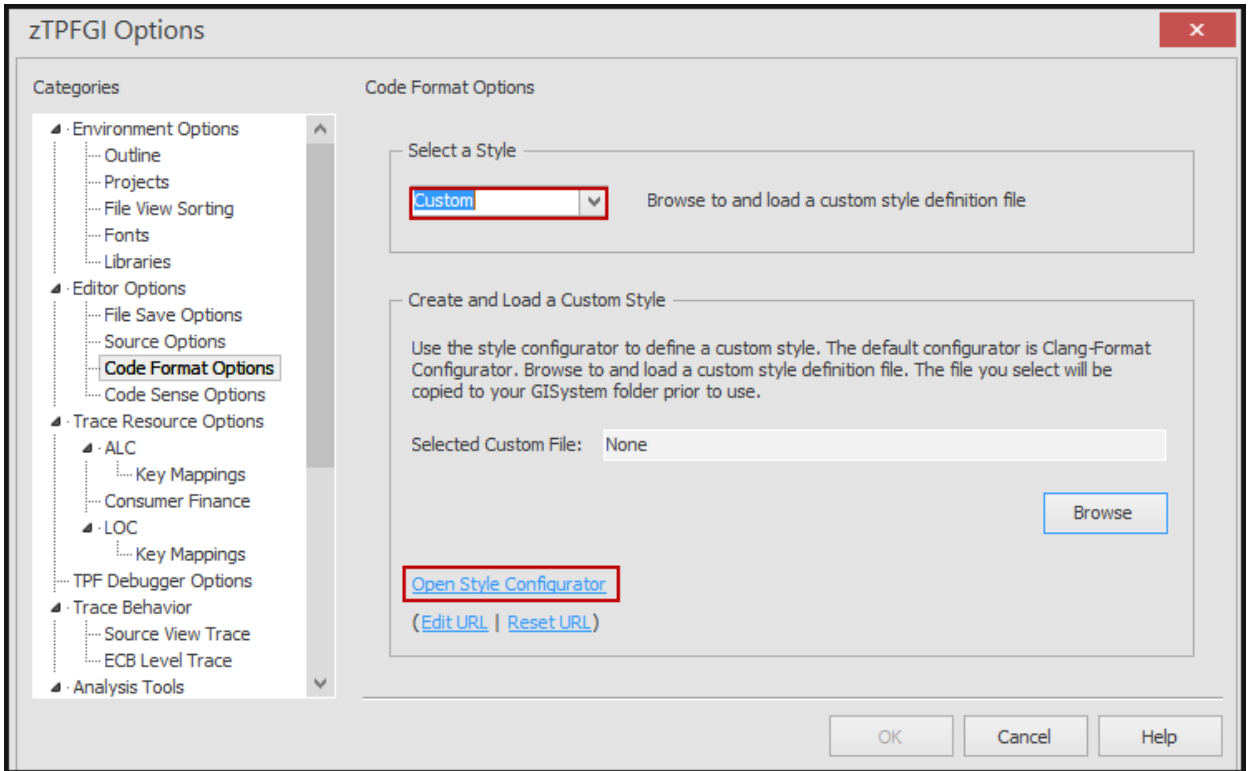 zTPFGI Options
Categories
Environment Options
Outline
Projects
File View Sorting
Fonts
Libraries
Editor Options
File Save Options
Source Options
Code Format Options
Code Sense Options
Trace Resource Options
ALC
Key Mappings
Consumer Finance
LOC
Key Mappings
TPF Debugger Options
Trace Behavior
Source View Trace
ECB Level Trace
Analysis Tools
Code Format Options
Select a Style
Custom
Browse to and load a custom style definition file
Create and Load a Custom Style
Use the style configurator to define a custom style. The default configurator is Clang-Format
Configurator. Browse to and load a custom style definition file. The file you select will be
copied to your GISystem folder prior to use.
Selected Custom File: None
Browse
Open Style Configurator
(Edit URL | Reset URL)
OK Cancel Help